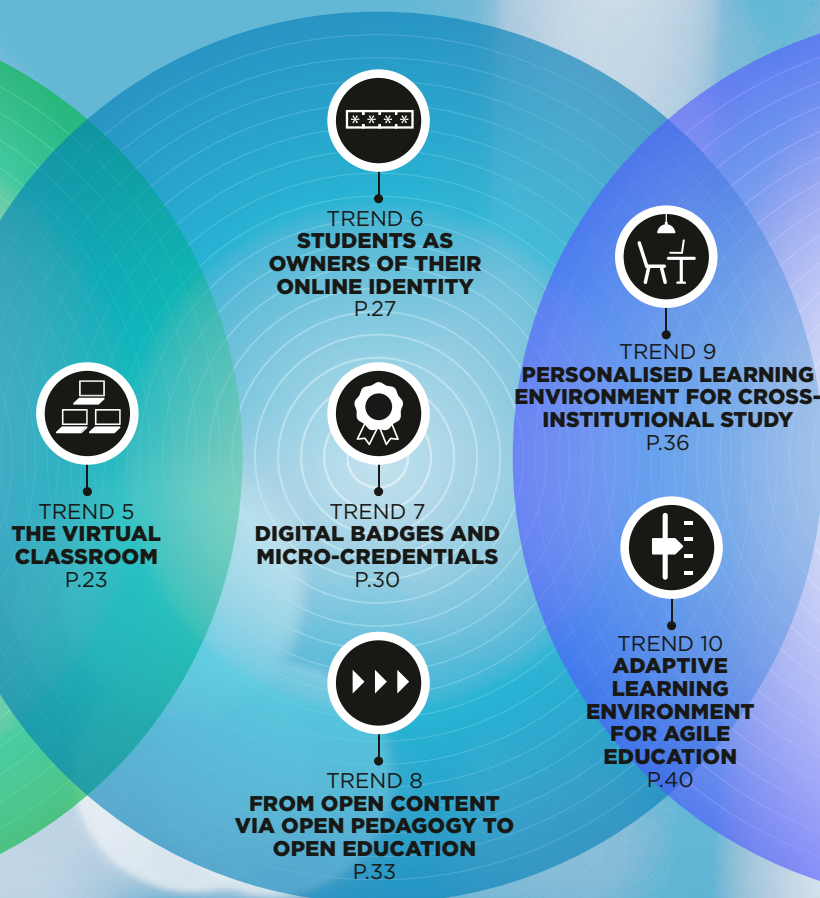 ****
TREND 6
STUDENTS AS
OWNERS OF THEIR
ONLINE IDENTITY
P.27
TREND 9
PERSONALISED LEARNING
ENVIRONMENT FOR CROSS-
INSTITUTIONAL STUDY
P.36
TREND 5
THE VIRTUAL
CLASSROOM
P.23
TREND 7
DIGITAL BADGES AND
MICRO-CREDENTIALS
P.30
TREND 10
ADAPTIVE
LEARNING
ENVIRONMENT
FOR AGILE
EDUCATION
P.40
TREND 8
FROM OPEN CONTENT
VIA OPEN PEDAGOGY TO
OPEN EDUCATION
P.33